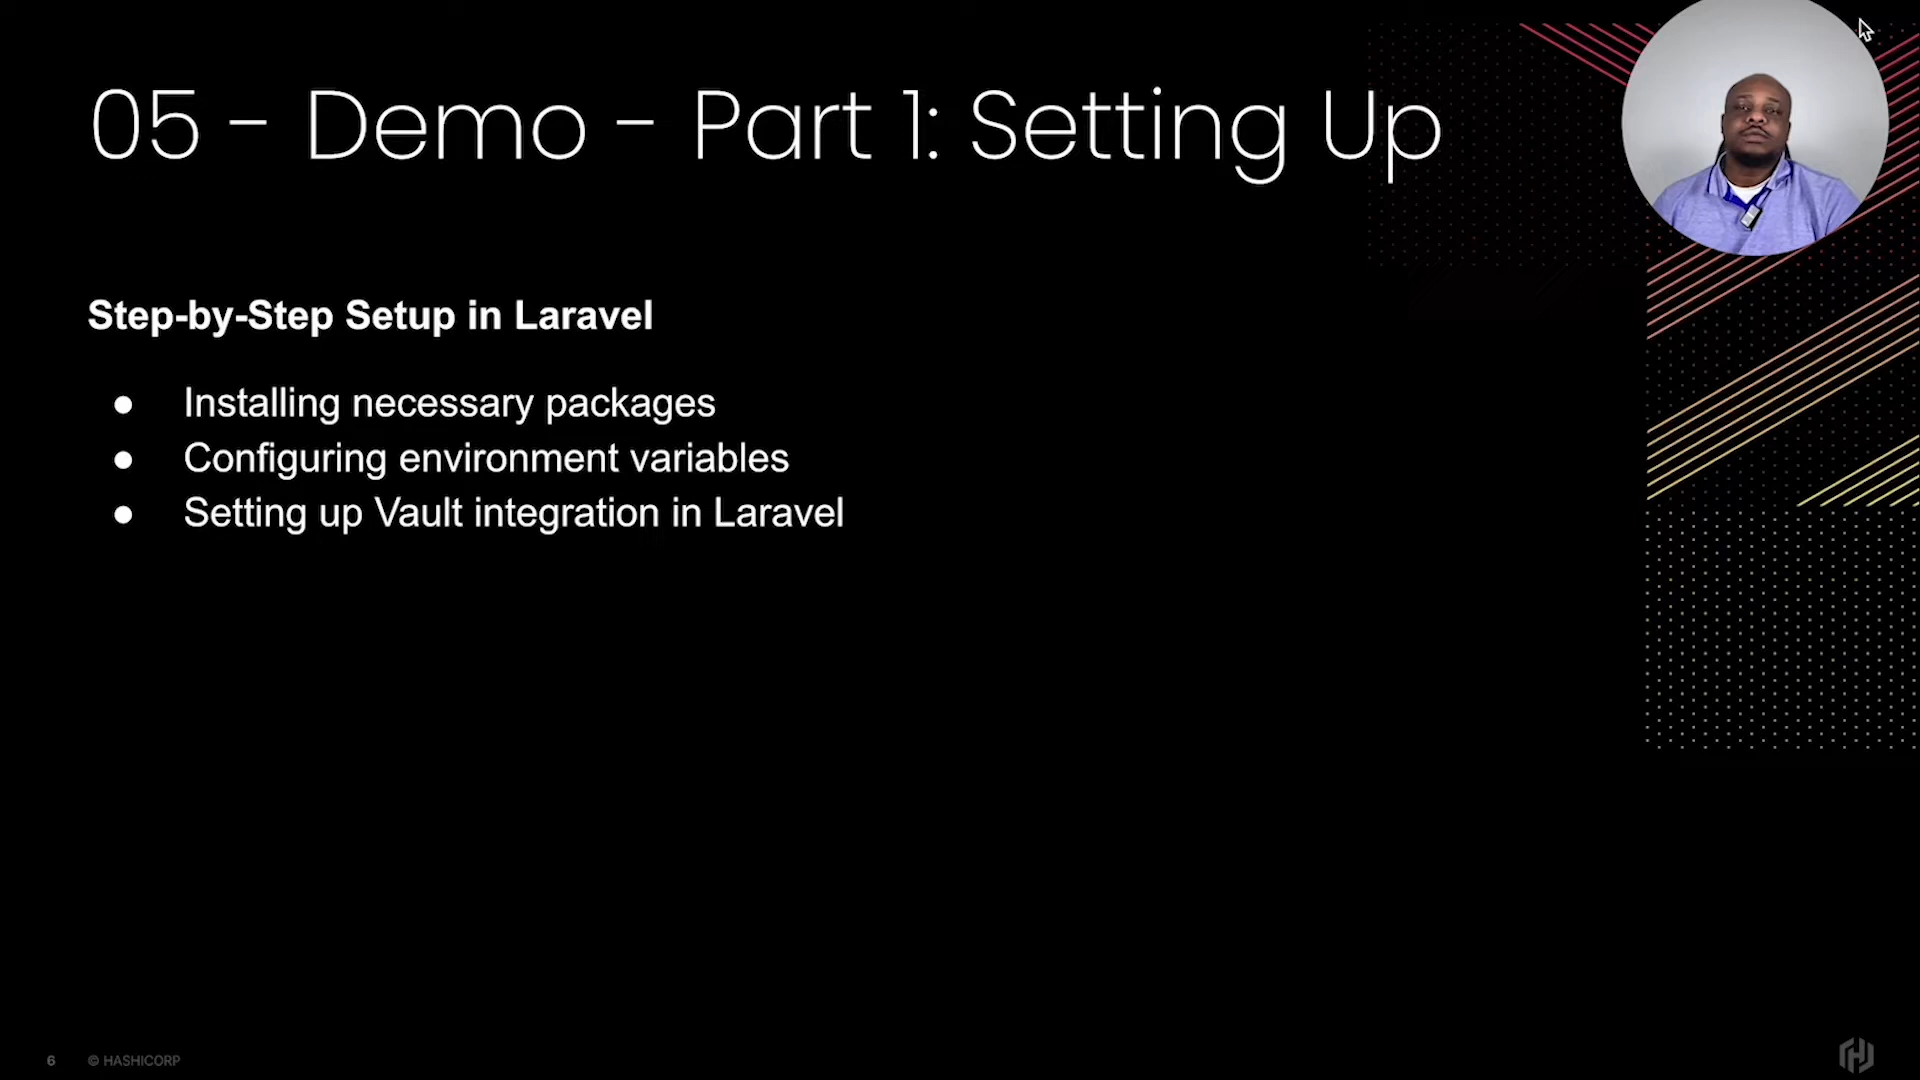 05 - Demo - Part 1: Setting Up
Step-by-Step Setup in Laravel
● Installing necessary packages
● Configuring environment variables
● Setting up Vault integration in Laravel
6 © HASHICORP